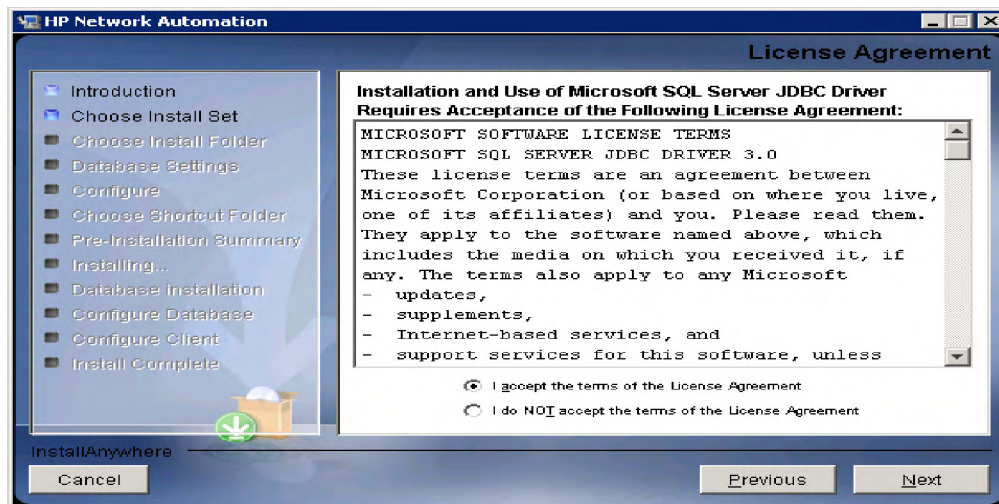 HP Network Automation
License Agreement
Introduction
Choose Install Set
Choose Install Folder
Database Settings
Configure
Choose Shortcut Folder
Pre-Installation Summary
Installing...
Database Installation
Configure Database
Configure Client
Install Complete
Installation and Use of Microsoft SQL Server JDBC Driver
Requires Acceptance of the Following License Agreement:
MICROSOFT SOFTWARE LICENSE TERMS
MICROSOFT SQL SERVER JDBC DRIVER 3.0
These license terms are an agreement between
Microsoft Corporation (or based on where you live,
one of its affiliates) and you. Please read them.
They apply to the software named above, which
includes the media on which you received it, if
any. The terms also apply to any Microsoft
- updates,
- supplements,
- Internet-based services, and
- support services for this software, unless
I accept the terms of the License Agreement
I do NOT accept the terms of the License Agreement
InstallAnywhere
Cancel
Previous
Next